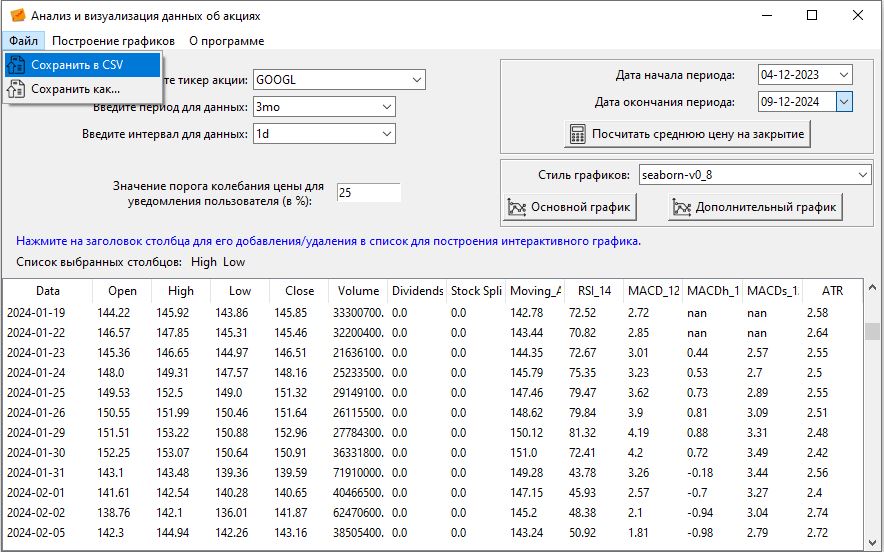 Анализ и визуализация данных об акциях
Файл Построение графиков О программе
Сохранить в CSV
Сохранить как...
те тикер акции: GOOGL
Введите период для данных: 3mo
Введите интервал для данных: 1d
Дата начала периода: 04-12-2023
Дата окончания периода: 09-12-2024
Посчитать среднюю цену на закрытие
Значение порога колебания цены для
уведомления пользователя (в %): 25
Стиль графиков: seaborn-v0_8
Основной график Дополнительный график
Нажмите на заголовок столбца для его добавления/удаления в список для построения интерактивного графика.
Список выбранных столбцов: High Low
Data Open High Low Close Volume Dividends Stock Spli Moving_A RSI_14 MACD_12 MACDh_1 MACDs_1. ATR
2024-01-19 144.22 145.92 143.86 145.85 33300700. 0.0 0.0 142.78 72.52 2.72 nan nan 2.58
2024-01-22 146.57 147.85 145.31 145.46 32200400. 0.0 0.0 143.44 70.82 2.85 nan nan 2.64
2024-01-23 145.36 146.65 144.97 146.51 21636100. 0.0 0.0 144.35 72.67 3.01 0.44 2.57 2.55
2024-01-24 148.0 149.31 147.57 148.16 25233500. 0.0 0.0 145.79 75.35 3.23 0.53 2.7 2.5
2024-01-25 149.53 152.5 149.0 151.32 29149100. 0.0 0.0 147.46 79.47 3.62 0.73 2.89 2.55
2024-01-26 150.55 151.99 150.46 151.64 26115500. 0.0 0.0 148.62 79.84 3.9 0.81 3.09 2.51
2024-01-29 151.51 153.22 150.88 152.96 27784300. 0.0 0.0 150.12 81.32 4.19 0.88 3.31 2.48
2024-01-30 152.25 153.07 150.64 150.91 36331800. 0.0 0.0 151.0 72.41 4.2 0.72 3.49 2.42
2024-01-31 143.1 143.48 139.36 139.59 71910000. 0.0 0.0 149.28 43.78 3.26 -0.18 3.44 2.56
2024-02-01 141.61 142.54 140.28 140.65 40466500. 0.0 0.0 147.15 45.93 2.57 -0.7 3.27 2.4
2024-02-02 138.76 142.1 136.01 141.87 62470600. 0.0 0.0 145.2 48.38 2.1 -0.94 3.04 2.74
2024-02-05 142.3 144.94 142.26 143.16 38505400. 0.0 0.0 143.24 50.92 1.81 -0.98 2.79 2.72